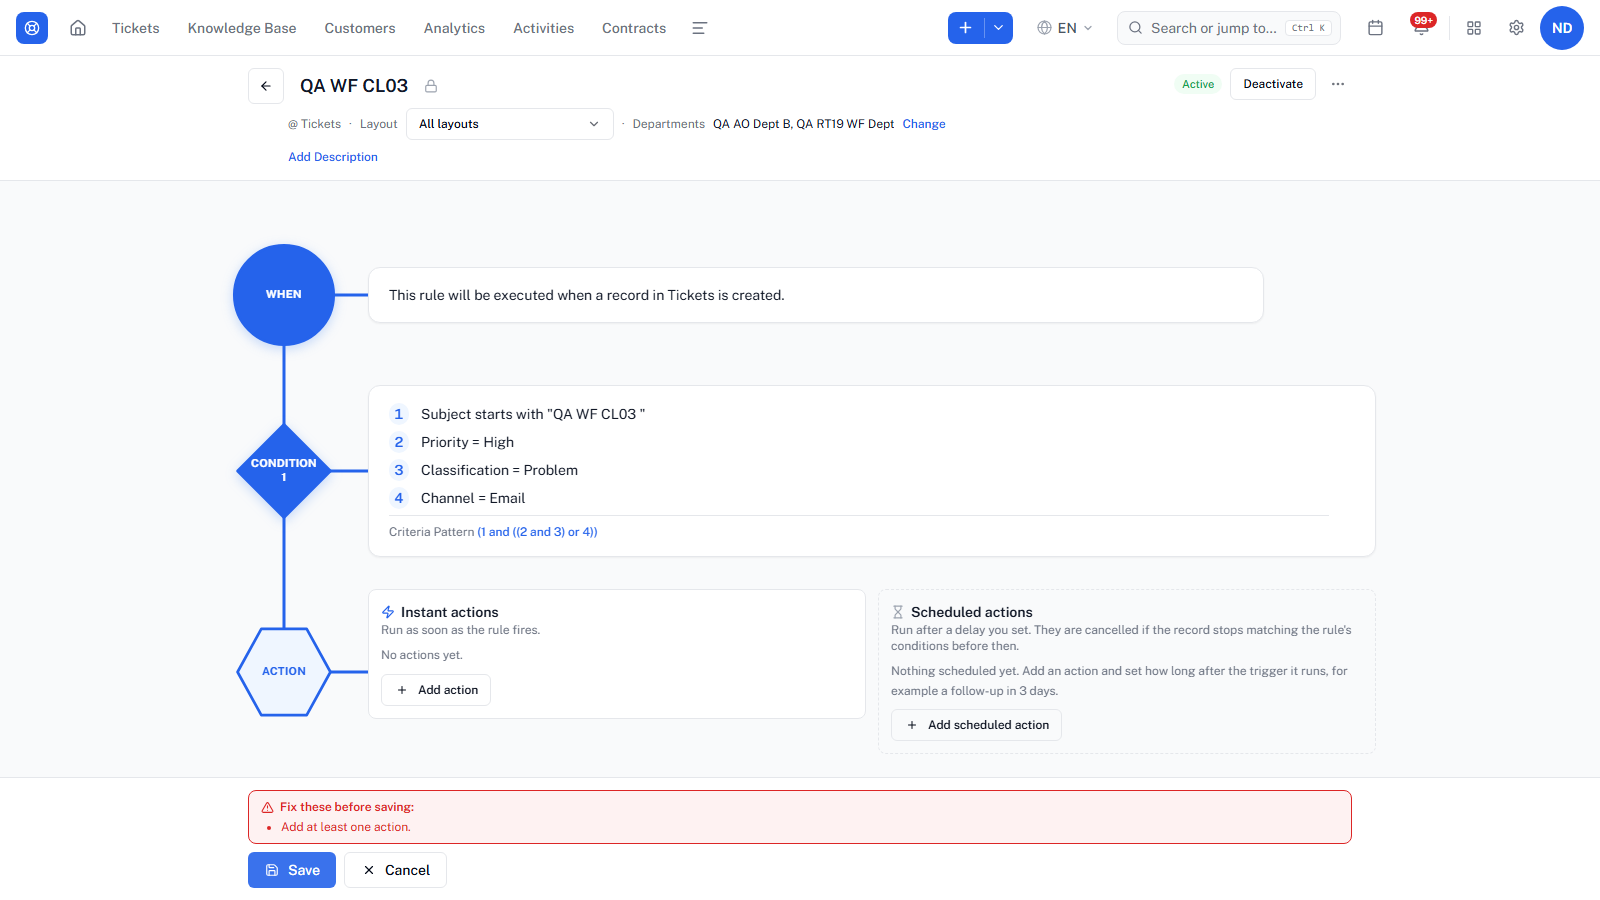 Tickets Knowledge Base Customers Analytics Activities Contracts EN Search or jump to... Ctrl K 99+ ND
QA WF CL03 Active Deactivate
@ Tickets · Layout All layouts · Departments QA AO Dept B, QA RT19 WF Dept Change
Add Description
WHEN
This rule will be executed when a record in Tickets is created.
CONDITION
1
1 Subject starts with "QA WF CL03 "
2 Priority = High
3 Classification = Problem
4 Channel = Email
Criteria Pattern (1 and ((2 and 3) or 4))
ACTION
Instant actions
Run as soon as the rule fires.
No actions yet.
+ Add action
Scheduled actions
Run after a delay you set. They are cancelled if the record stops matching the rule's
conditions before then.
Nothing scheduled yet. Add an action and set how long after the trigger it runs, for
example a follow-up in 3 days.
+ Add scheduled action
Fix these before saving:
• Add at least one action.
Save Cancel